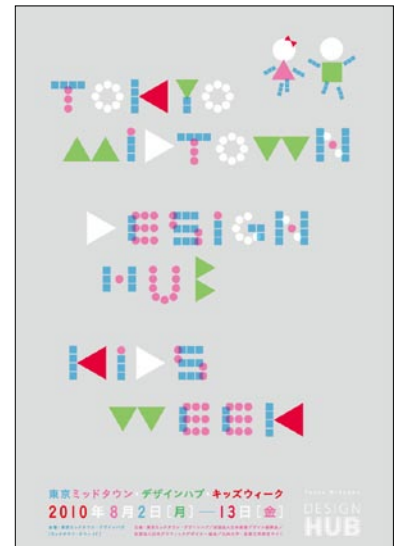 TOKYO
MIDTOWN
DESIGN
HUB
KIDS
WEEK
東京ミッドタウン・デザインハブ・キッズウィーク
2010年8月2日[月]—13日[金]
DESIGN
HUB